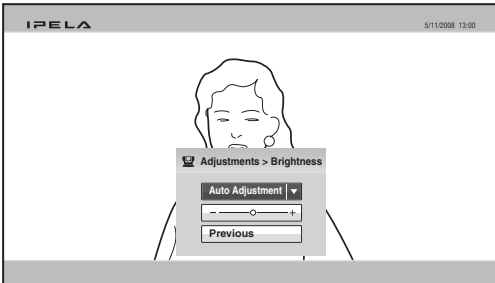 IPELA
5/11/2008 13:00
Adjustments > Brightness
Auto Adjustment
- +
Previous